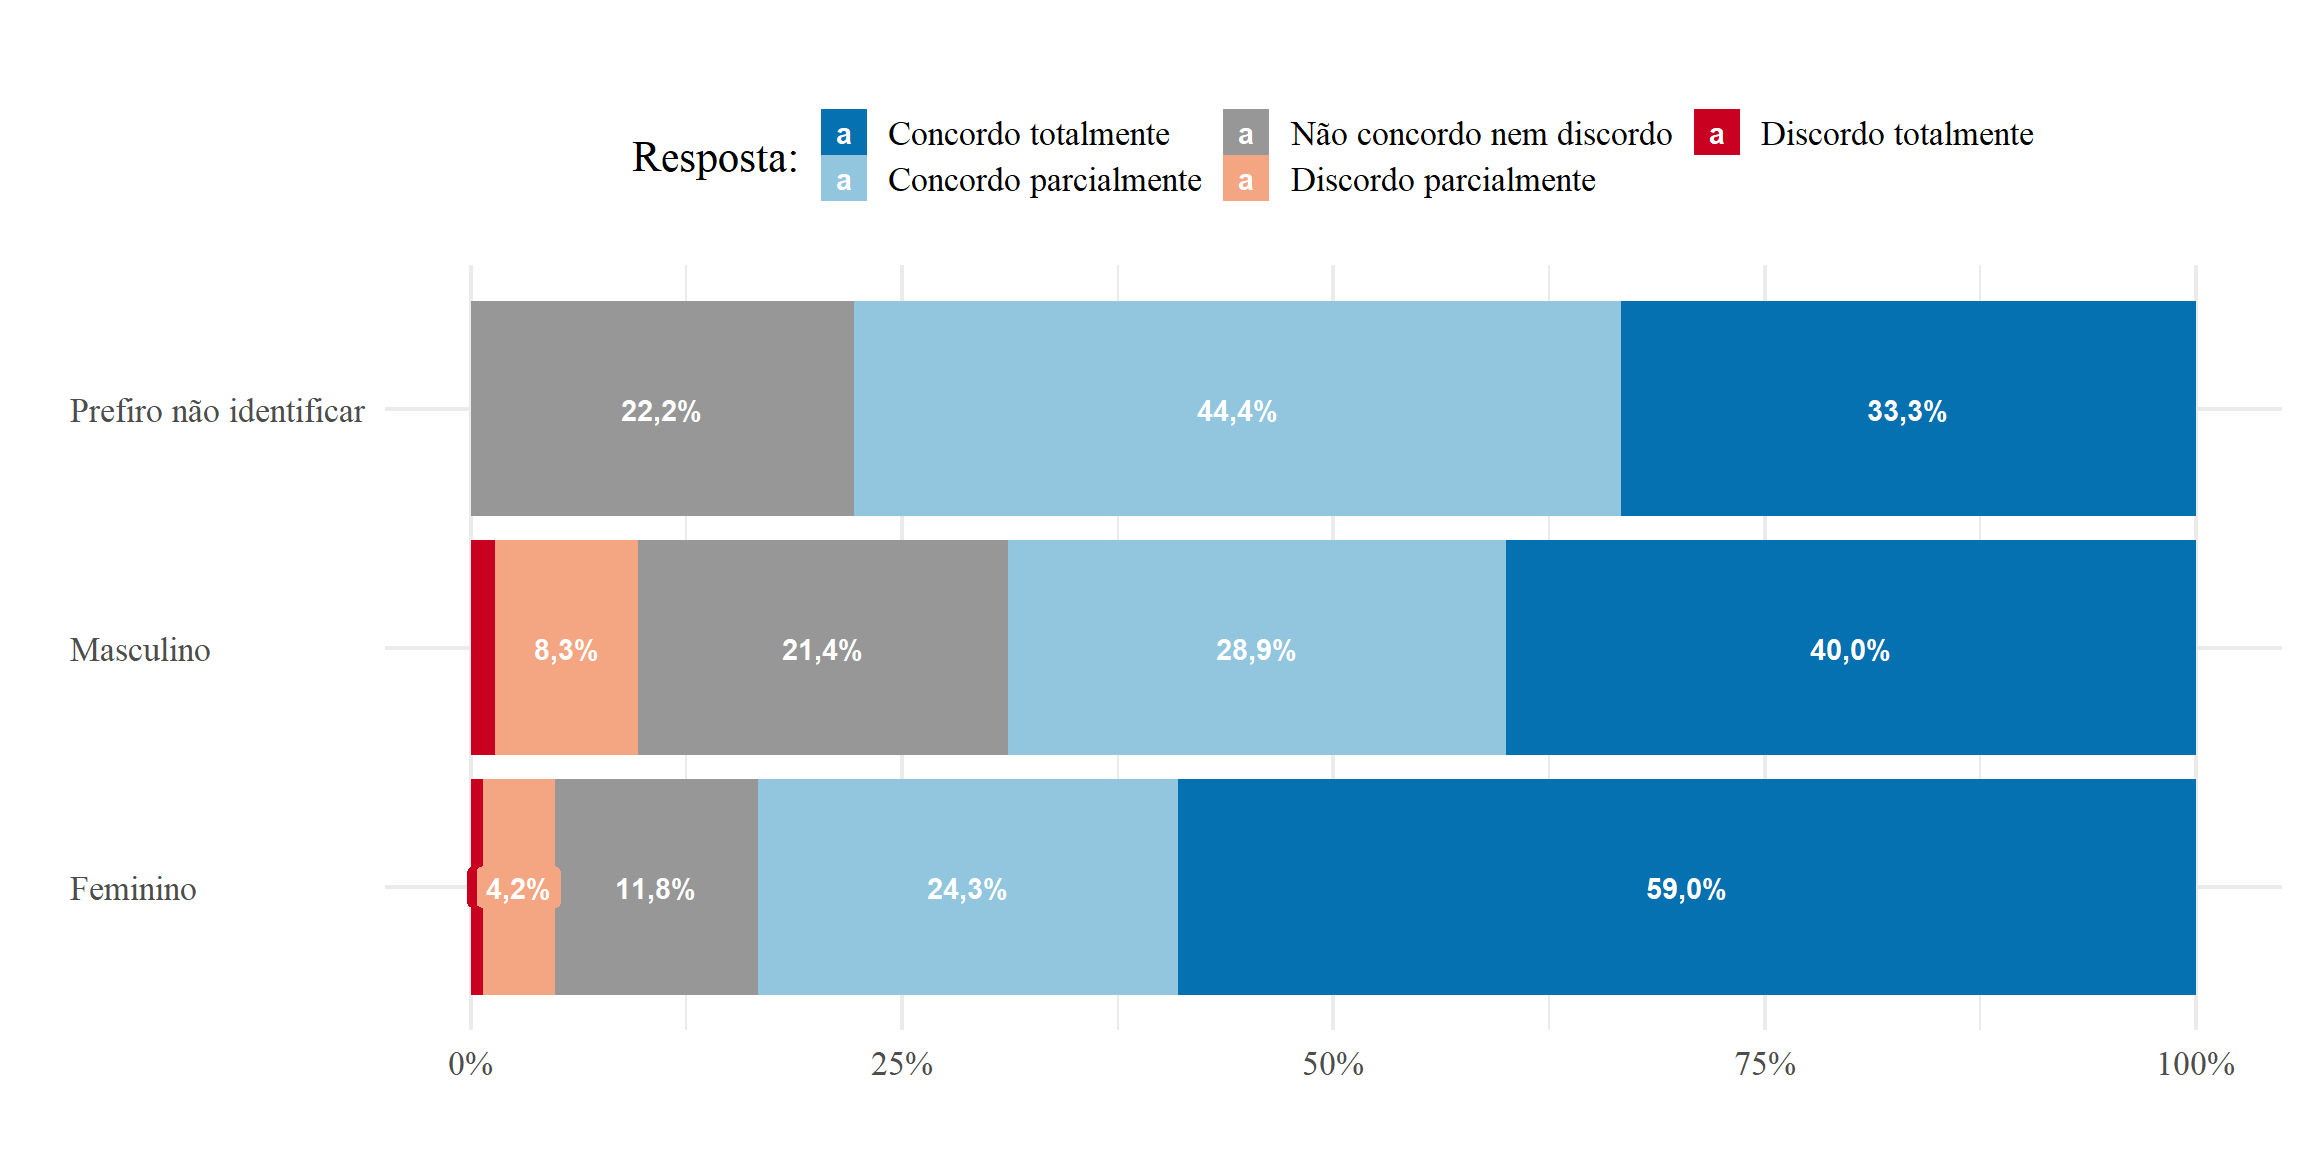 Resposta:
a Concordo totalmente
a Concordo parcialmente
a Não concordo nem discordo
a Discordo parcialmente
a Discordo totalmente
Prefiro não identificar
22,2% 44,4% 33,3%
Masculino
8,3% 21,4% 28,9% 40,0%
Feminino
4,2% 11,8% 24,3% 59,0%
0% 25% 50% 75% 100%